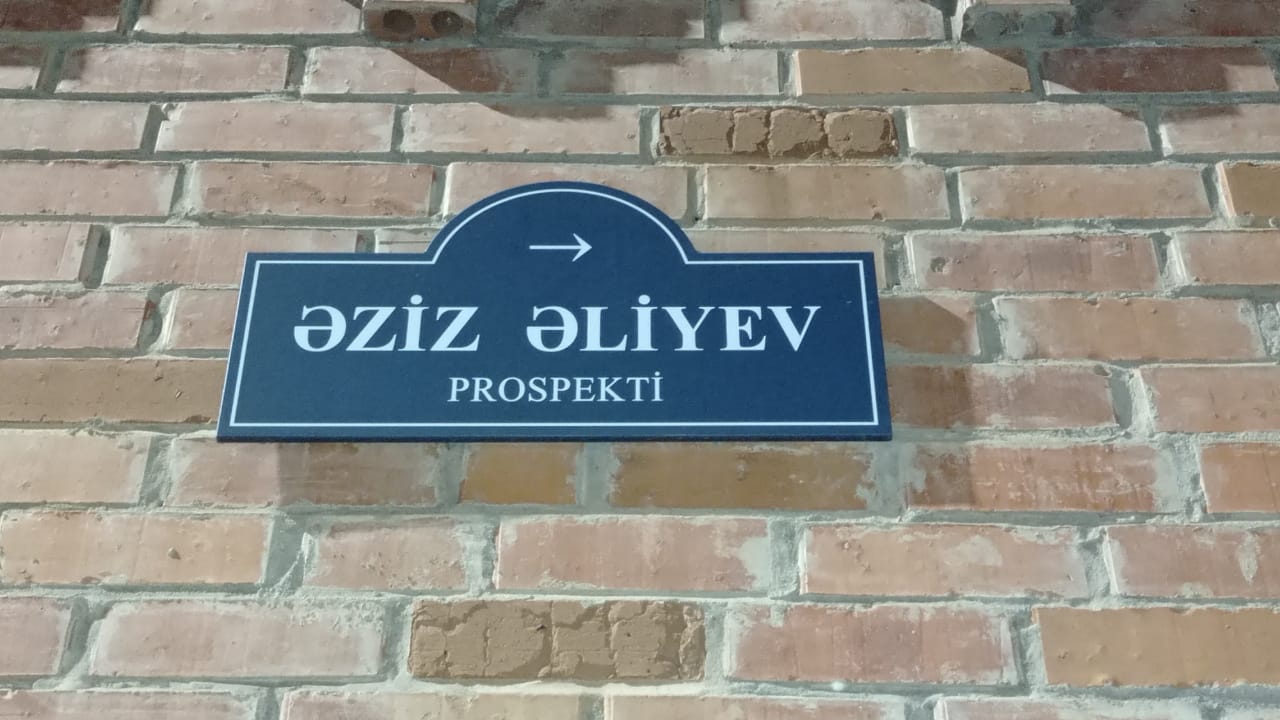 →
ƏZİZ ƏLİYEV
PROSPEKTİ